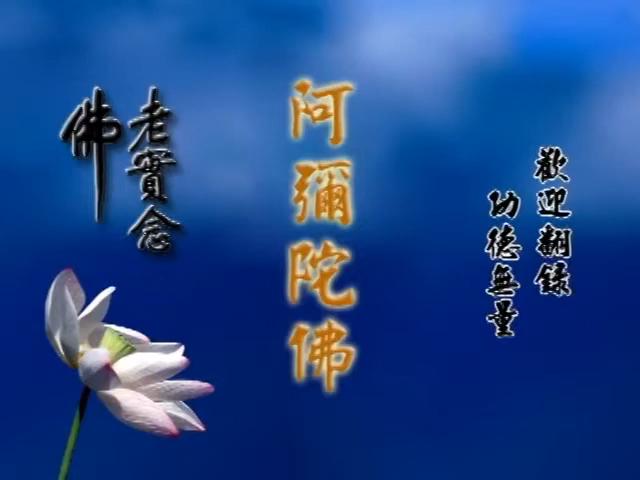 歡迎翻錄
功德無量
阿彌陀佛
老實念
佛